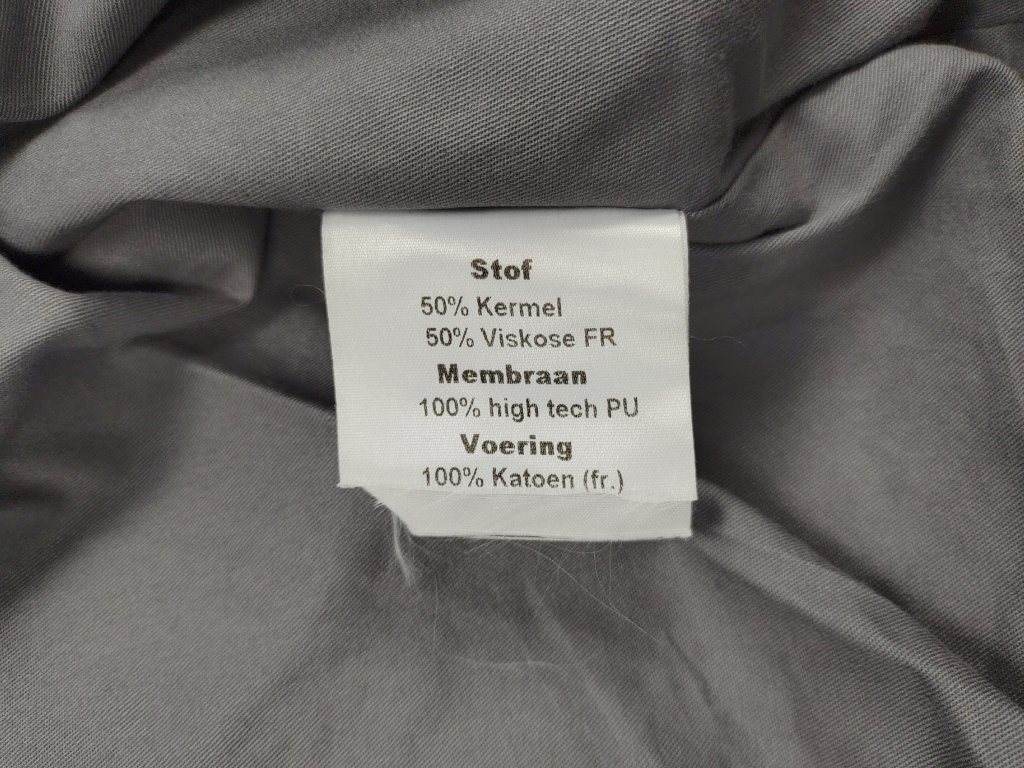 Stof
50% Kermel
50% Viskose FR
Membraan
100% high tech PU
Voering
100% Katoen (fr.)